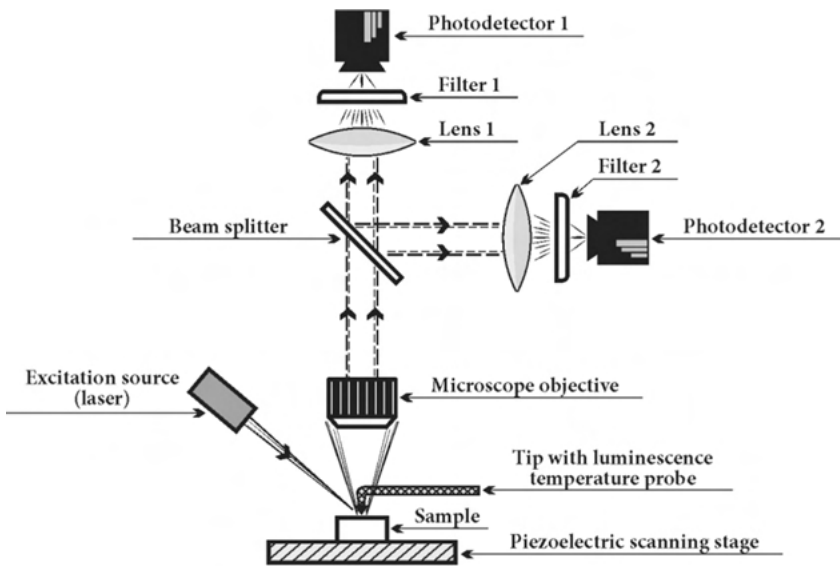 Photodetector 1
Filter 1
Lens 1
Lens 2
Filter 2
Beam splitter
Photodetector 2
Excitation source
(laser)
Microscope objective
Tip with luminescence
temperature probe
Sample
Piezoelectric scanning stage